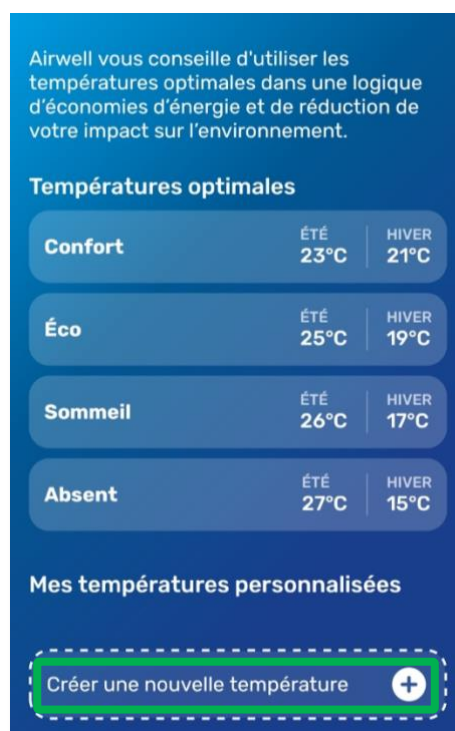 Airwell vous conseille d'utiliser les
températures optimales dans une logique
d'économies d'énergie et de réduction de
votre impact sur l'environnement.
Températures optimales
Confort
ÉTÉ
23°C
HIVER
21°C
Éco
ÉTÉ
25°C
HIVER
19°C
Sommeil
ÉTÉ
26°C
HIVER
17°C
Absent
ÉTÉ
27°C
HIVER
15°C
Mes températures personnalisées
Créer une nouvelle température +